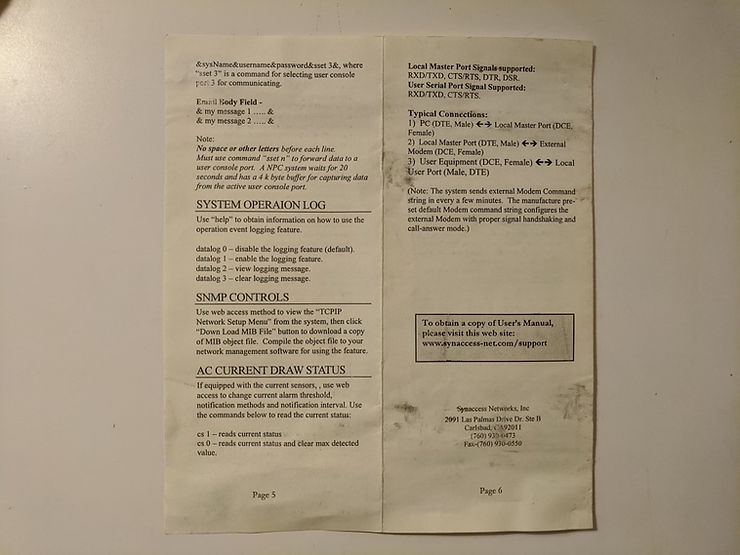 &sysName&username&password&sset 3&, where
"sset 3" is a command for selecting user console
port 3 for communicating.
Email Body Field -
& my message 1 ..... &
& my message 2 ..... &
Note:
No space or other letters before each line.
Must use command "sset n" to forward data to a
user console port. A NPC system waits for 20
seconds and has a 4 k byte buffer for capturing data
from the active user console port.
SYSTEM OPERAION LOG
Use "help" to obtain information on how to use the
operation event logging feature.
datalog 0 – disable the logging feature (default).
datalog 1 – enable the logging feature.
datalog 2 – view logging message.
datalog 3 – clear logging message.
SNMP CONTROLS
Use web access method to view the "TCPIP
Network Setup Menu" from the system, then click
"Down Load MIB File" button to download a copy
of MIB object file. Compile the object file to your
network management software for using the feature.
AC CURRENT DRAW STATUS
If equipped with the current sensors, , use web
access to change current alarm threshold,
notification methods and notification interval. Use
the commands below to read the current status:
cs 1 – reads current status
cs 0 – reads current status and clear max detected
value.
Page 5
Local Master Port Signals supported:
RXD/TXD, CTS/RTS, DTR, DSR.
User Serial Port Signal Supported:
RXD/TXD, CTS/RTS.
Typical Connections:
1) PC (DTE, Male) ←→ Local Master Port (DCE,
Female)
2) Local Master Port (DTE, Male) ←→ External
Modem (DCE, Female)
3) User Equipment (DCE, Female) ←→ Local
User Port (Male, DTE)
(Note: The system sends external Modem Command
string in every a few minutes. The manufacture pre-
set default Modem command string configures the
external Modem with proper signal handshaking and
call-answer mode.)
To obtain a copy of User's Manual,
please visit this web site:
www.synaccess-net.com/support
Synaccess Networks, Inc
2091 Las Palmas Drive Dr. Ste B
Carlsbad, CA92011
(760) 930-0473
Fax-(760) 930-0550
Page 6